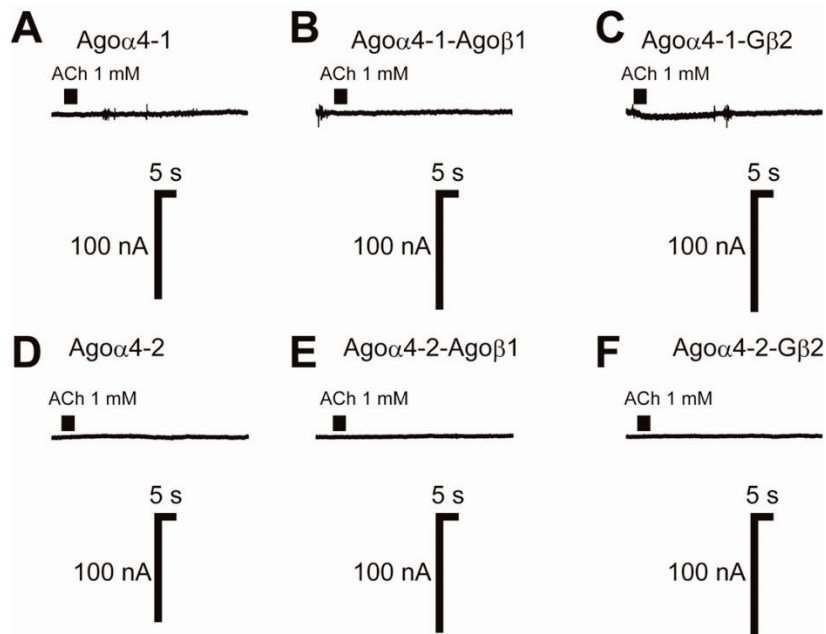 A Agoα4-1
ACh 1 mM
5 s
100 nA
B Agoα4-1-Agoβ1
ACh 1 mM
5 s
100 nA
C Agoα4-1-Gβ2
ACh 1 mM
5 s
100 nA
D Agoα4-2
ACh 1 mM
5 s
100 nA
E Agoα4-2-Agoβ1
ACh 1 mM
5 s
100 nA
F Agoα4-2-Gβ2
ACh 1 mM
5 s
100 nA